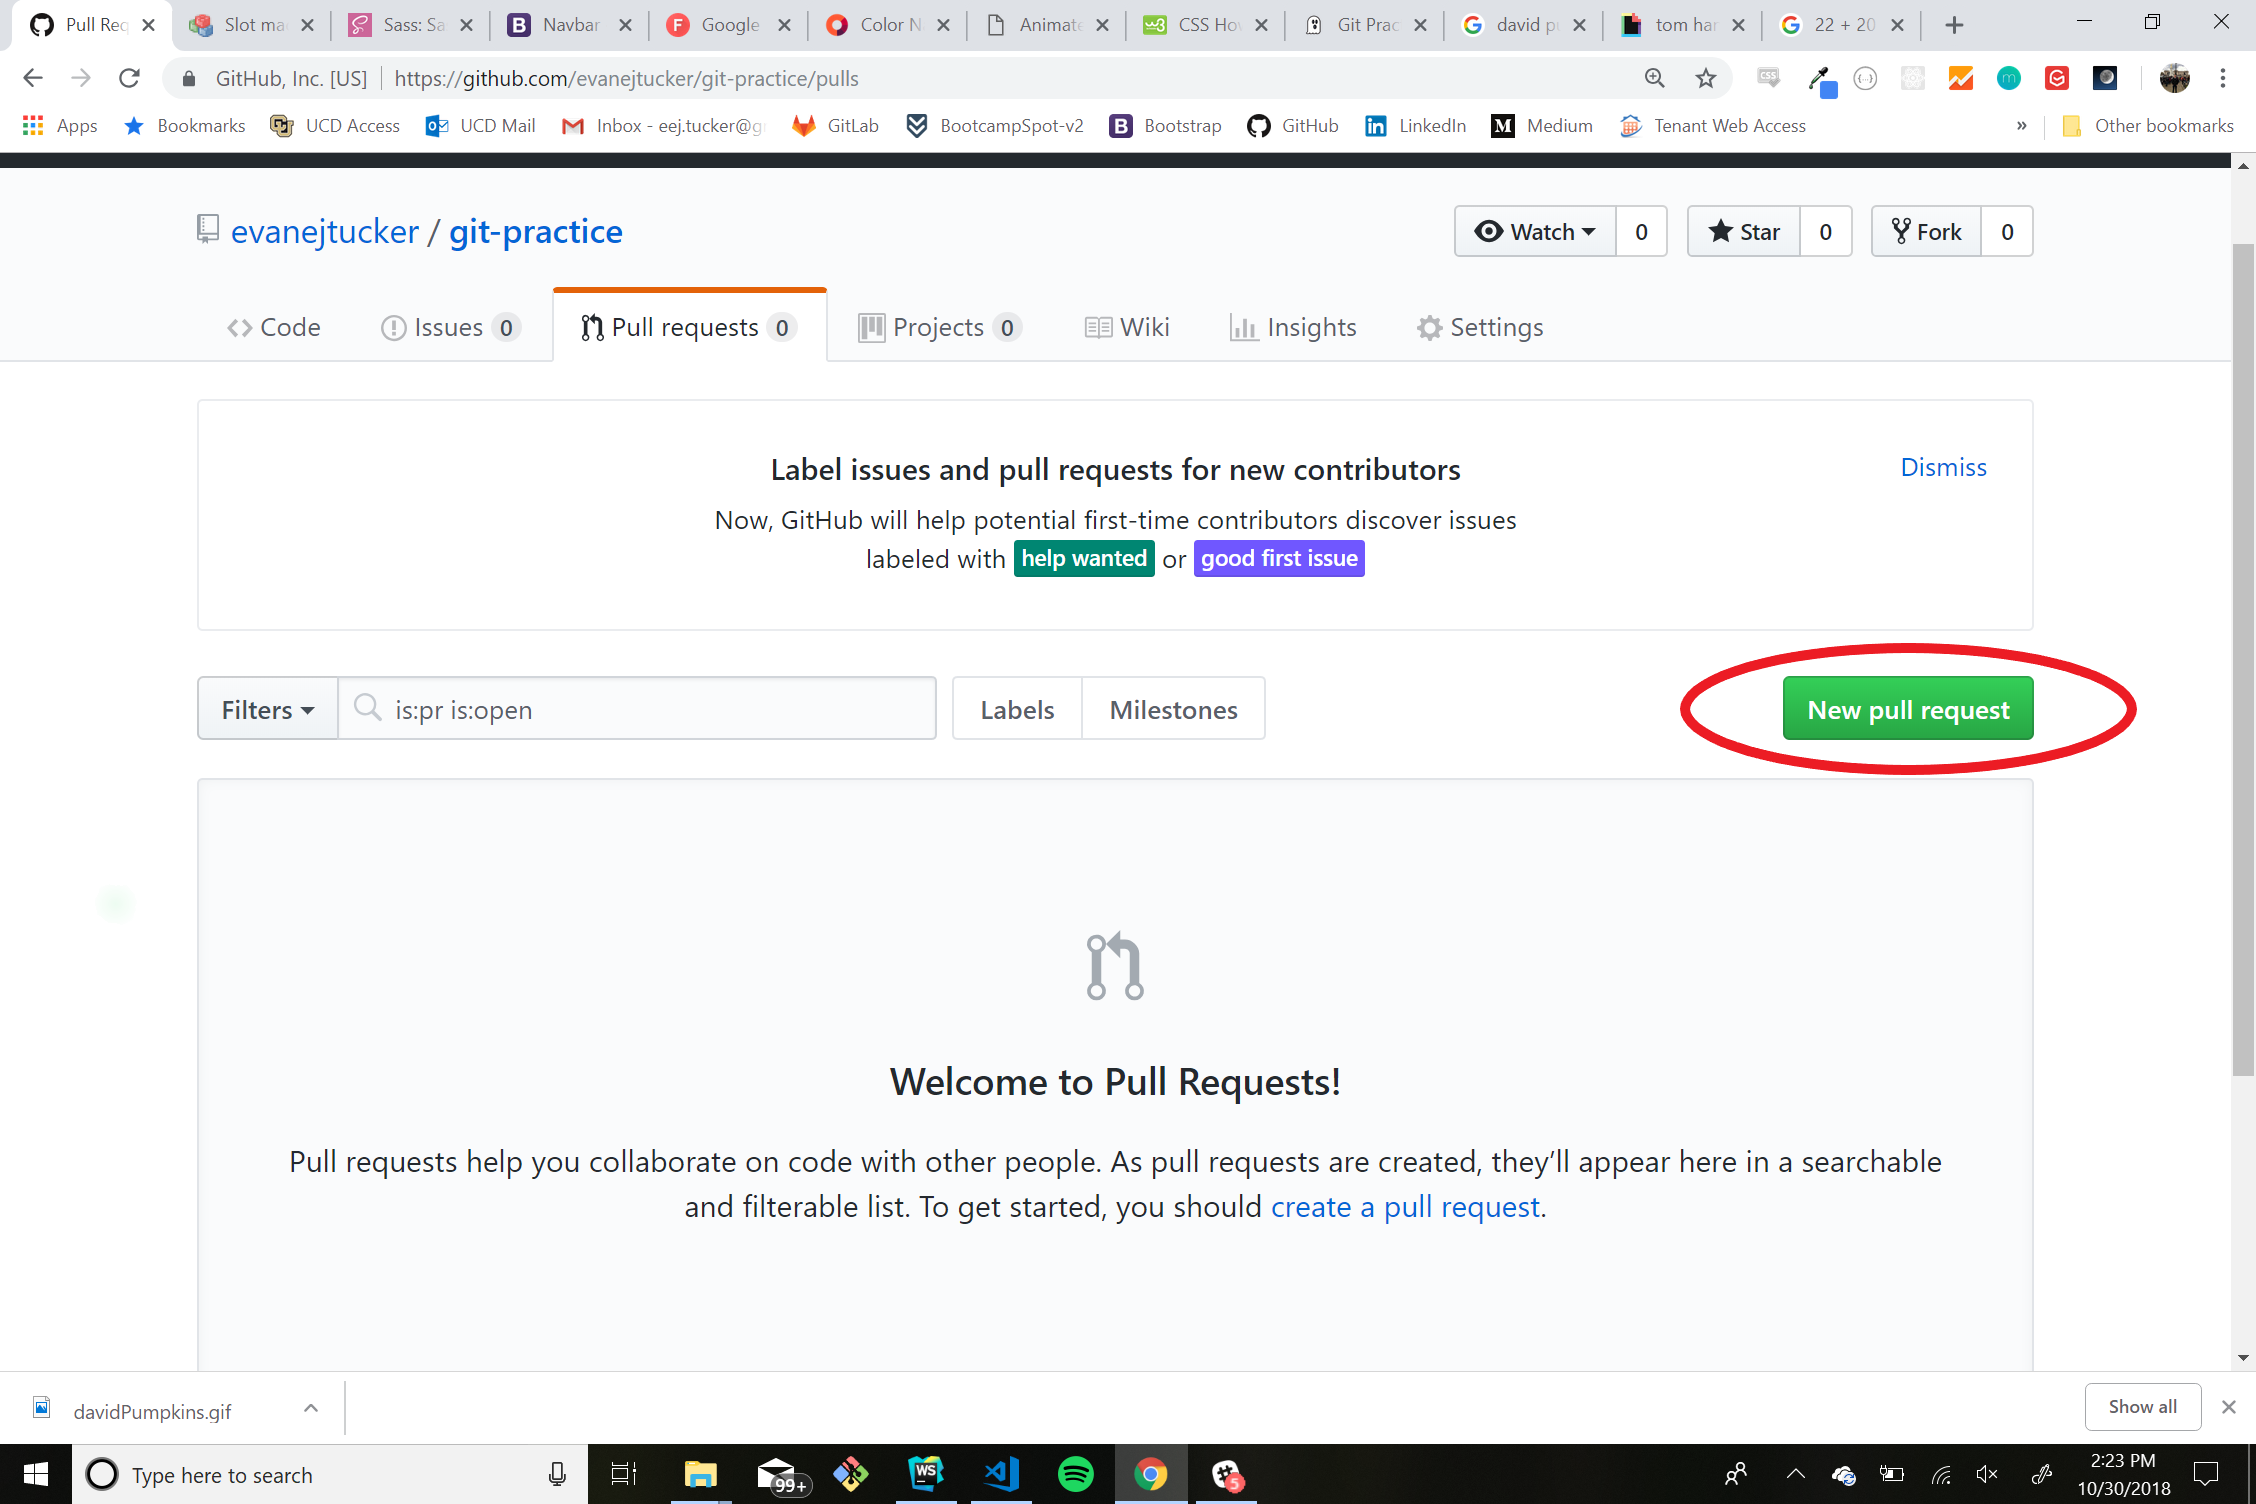 Pull Req
Slot ma
Sass: Sa
Navbar
Google
Color N
Animate
CSS How
Git Prac
david p
tom har
22 + 20
GitHub, Inc. [US] https://github.com/evanejtucker/git-practice/pulls
Apps Bookmarks UCD Access UCD Mail Inbox - eej.tucker@g GitLab BootcampSpot-v2 Bootstrap GitHub LinkedIn Medium Tenant Web Access » Other bookmarks
evanejtucker / git-practice
Watch 0 Star 0 Fork 0
Code Issues 0 Pull requests 0 Projects 0 Wiki Insights Settings
Label issues and pull requests for new contributors
Dismiss
Now, GitHub will help potential first-time contributors discover issues
labeled with help wanted or good first issue
Filters is:pr is:open Labels Milestones New pull request
Welcome to Pull Requests!
Pull requests help you collaborate on code with other people. As pull requests are created, they’ll appear here in a searchable
and filterable list. To get started, you should create a pull request.
davidPumpkins.gif
Show all
Type here to search
99+
WS
5
2:23 PM
10/30/2018